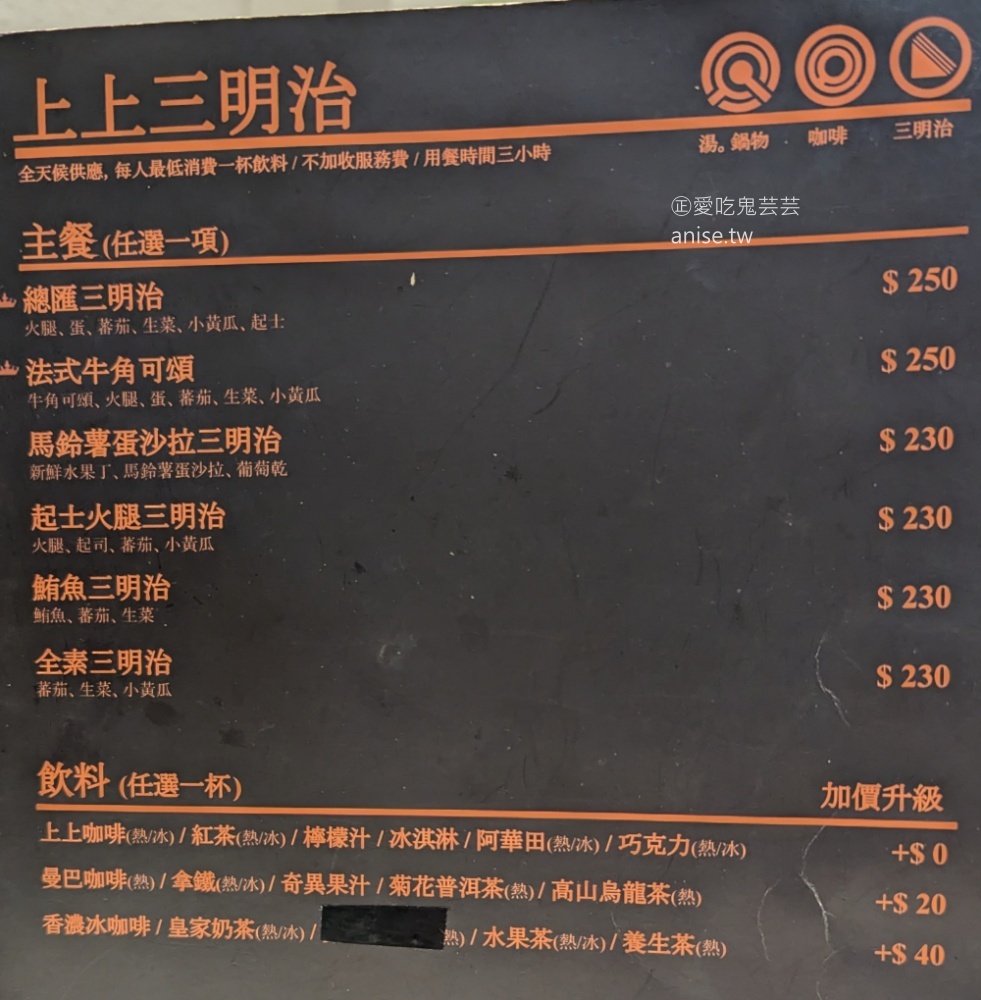 上上三明治
湯。鍋物 咖啡 三明治
全天候供應, 每人最低消費一杯飲料 / 不加收服務費 / 用餐時間三小時
㊣愛吃鬼芸芸
anise.tw
主餐 (任選一項)
總匯三明治 $ 250
火腿、蛋、蕃茄、生菜、小黃瓜、起士
法式牛角可頌 $ 250
牛角可頌、火腿、蛋、蕃茄、生菜、小黃瓜
馬鈴薯蛋沙拉三明治 $ 230
新鮮水果丁、馬鈴薯蛋沙拉、葡萄乾
起士火腿三明治 $ 230
火腿、起司、蕃茄、小黃瓜
鮪魚三明治 $ 230
鮪魚、蕃茄、生菜
全素三明治 $ 230
蕃茄、生菜、小黃瓜
飲料 (任選一杯) 加價升級
上上咖啡(熱/冰) / 紅茶(熱/冰) / 檸檬汁 / 冰淇淋 / 阿華田(熱/冰) / 巧克力(熱/冰) +$ 0
曼巴咖啡(熱) / 拿鐵(熱/冰) / 奇異果汁 / 菊花普洱茶(熱) / 高山烏龍茶(熱) +$ 20
香濃冰咖啡 / 皇家奶茶(熱/冰) / 熱) / 水果茶(熱/冰) / 養生茶(熱) +$ 40